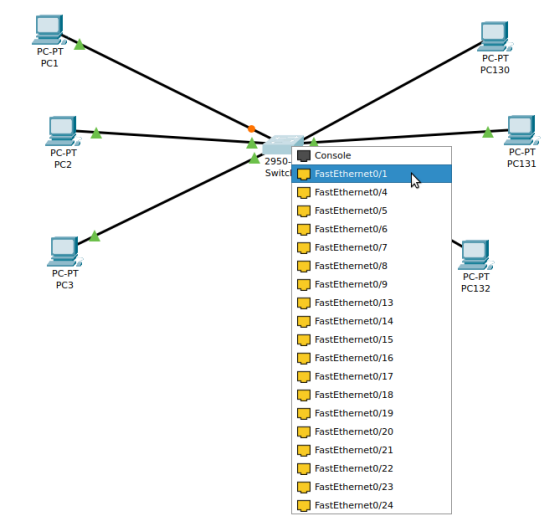 PC-PT
PC1
PC-PT
PC130
PC-PT
PC2
2950-
Switch
PC-PT
PC131
Console
FastEthernet0/1
FastEthernet0/4
FastEthernet0/5
FastEthernet0/6
FastEthernet0/7
FastEthernet0/8
FastEthernet0/9
FastEthernet0/13
FastEthernet0/14
FastEthernet0/15
FastEthernet0/16
FastEthernet0/17
FastEthernet0/18
FastEthernet0/19
FastEthernet0/20
FastEthernet0/21
FastEthernet0/22
FastEthernet0/23
FastEthernet0/24
PC-PT
PC3
PC-PT
PC132